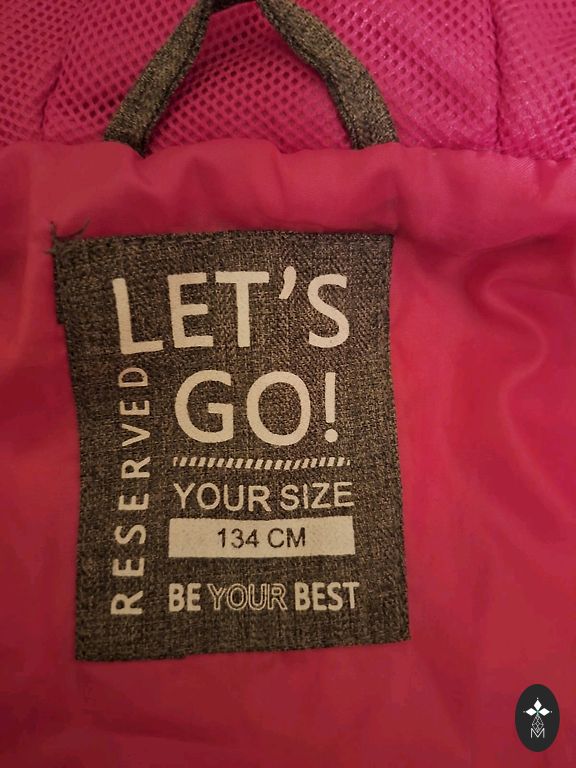 LET'S
GO!
RESERVED
YOUR SIZE
134 CM
BE YOUR BEST
M